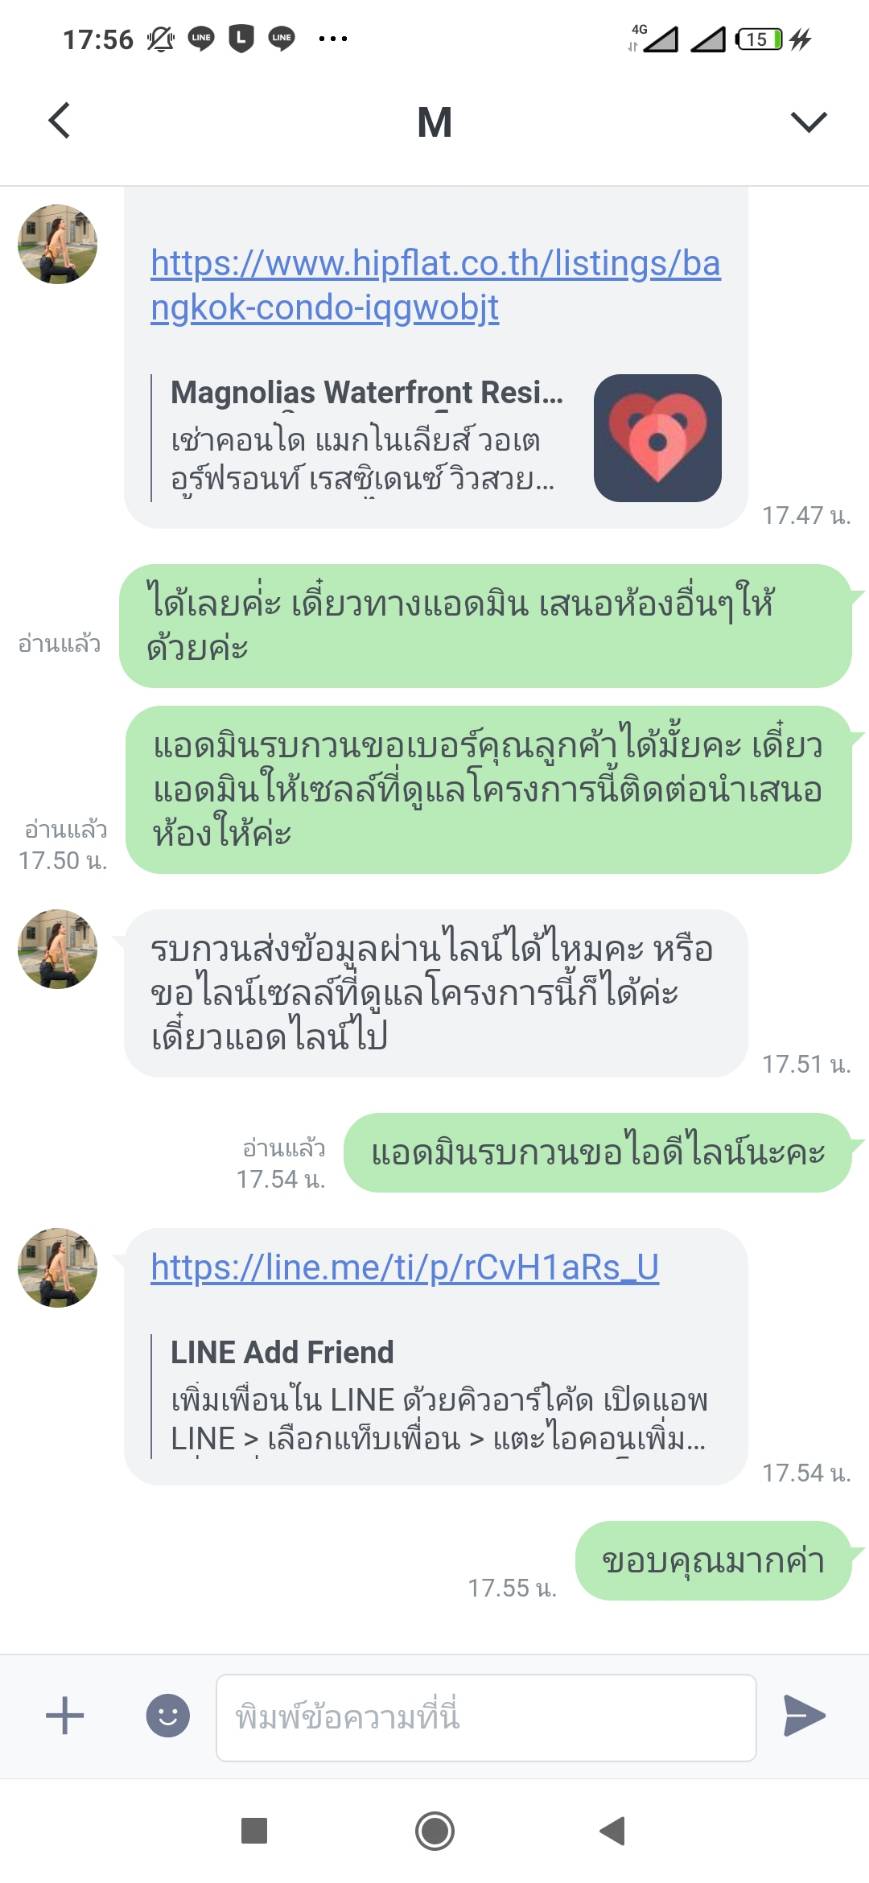 17:56 LINE L LINE ... 4G 15
M
https://www.hipflat.co.th/listings/ba
ngkok-condo-iqgwobjt
Magnolias Waterfront Resi...
เช่าคอนโด แมกโนเลียส์ วอเต
อร์ฟรอนท์ เรสซิเดนซ์ วิวสวย...
17.47 น.
ได้เลยค่ะ เดี๋ยวทางแอดมิน เสนอห้องอื่นๆให้
ด้วยค่ะ
อ่านแล้ว
แอดมินรบกวนขอเบอร์คุณลูกค้าได้มั้ยคะ เดี๋ยว
แอดมินให้เซลล์ที่ดูแลโครงการนี้ติดต่อนำเสนอ
ห้องให้ค่ะ
อ่านแล้ว
17.50 น.
รบกวนส่งข้อมูลผ่านไลน์ได้ไหมคะ หรือ
ขอไลน์เซลล์ที่ดูแลโครงการนี้ก็ได้ค่ะ
เดี๋ยวแอดไลน์ไป
17.51 น.
แอดมินรบกวนขอไอดีไลน์นะคะ
อ่านแล้ว
17.54 น.
https://line.me/ti/p/rCvH1aRs_U
LINE Add Friend
เพิ่มเพื่อนใน LINE ด้วยคิวอาร์โค้ด เปิดแอพ
LINE > เลือกแท็บเพื่อน > แตะไอคอนเพิ่ม...
17.54 น.
ขอบคุณมากค่า
17.55 น.
พิมพ์ข้อความที่นี่